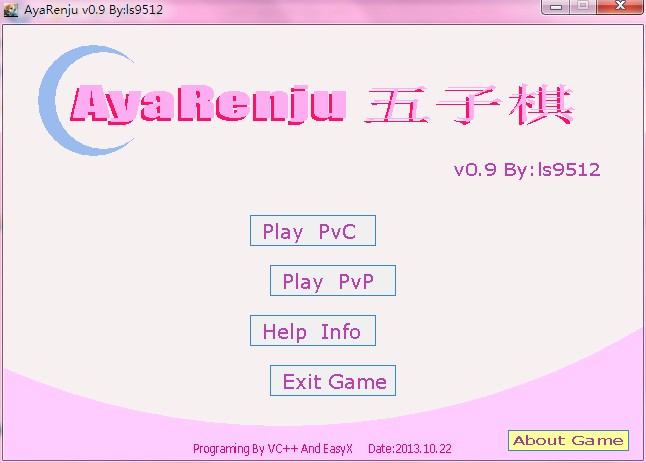 AyaRenju v0.9 By:ls9512
AyaRenju 五子棋
v0.9 By:ls9512
Play PvC
Play PvP
Help Info
Exit Game
About Game
Programing By VC++ And EasyX Date:2013.10.22